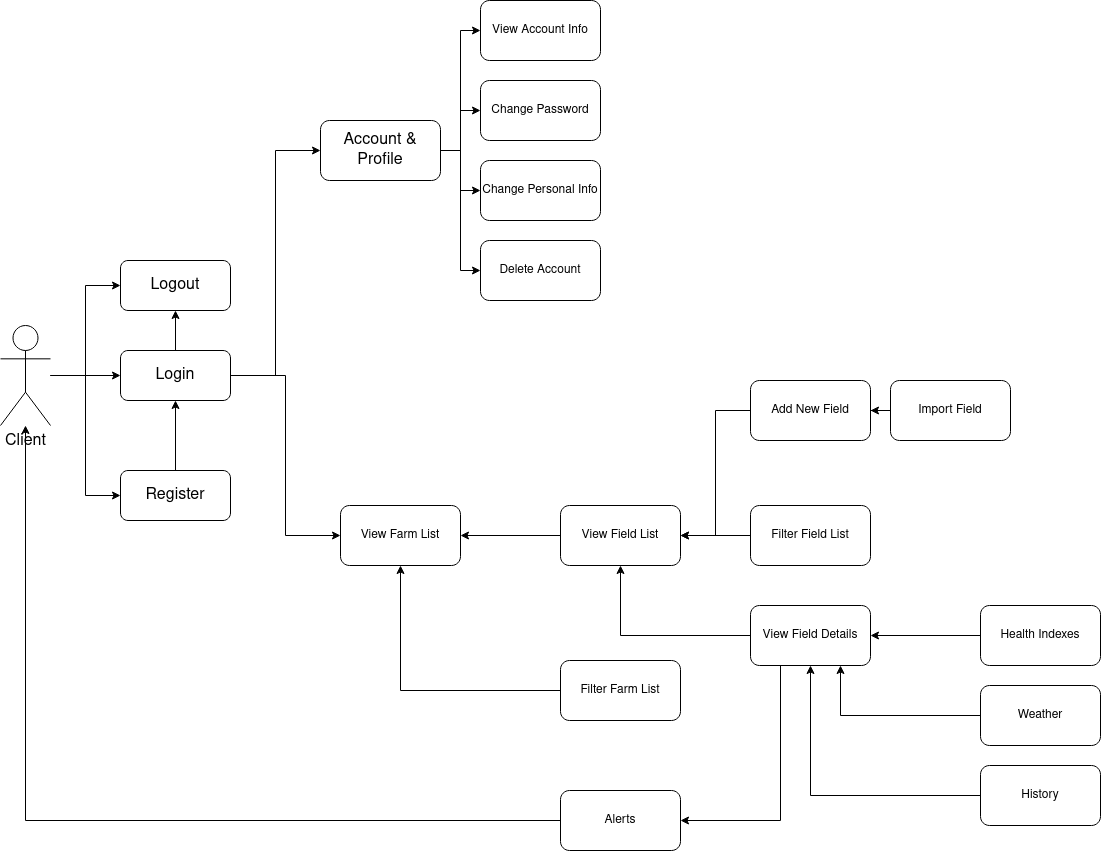 View Account Info
Change Password
Account &
Profile
Change Personal Info
Delete Account
Logout
Login
Client
Register
Add New Field
Import Field
View Farm List
View Field List
Filter Field List
View Field Details
Health Indexes
Filter Farm List
Weather
History
Alerts